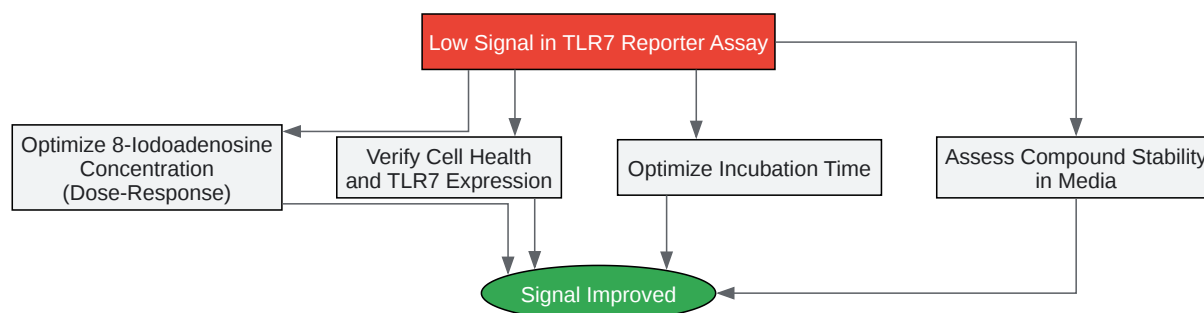 Low Signal in TLR7 Reporter Assay
Optimize 8-Iodoadenosine
Concentration
(Dose-Response)
Verify Cell Health
and TLR7 Expression
Optimize Incubation Time
Assess Compound Stability
in Media
Signal Improved